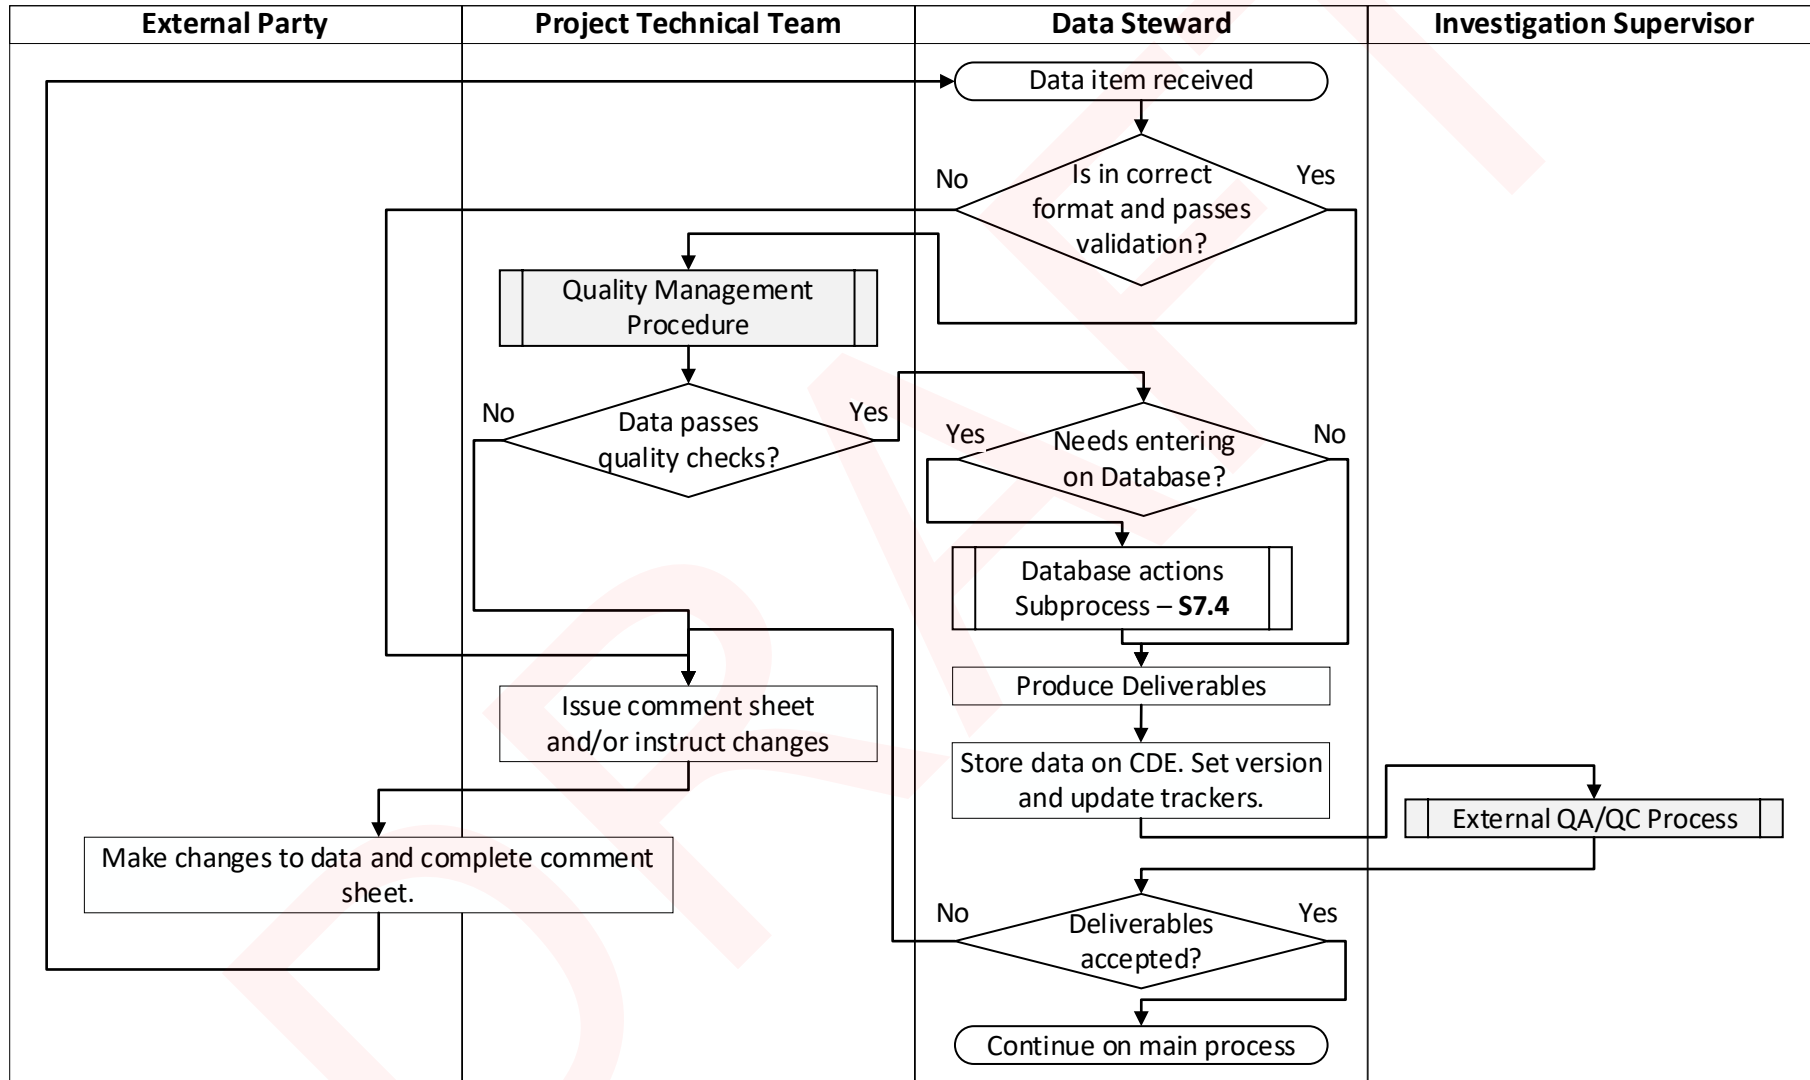 External Party
Project Technical Team
Data Steward
Investigation Supervisor
Data item received
No
Is in correct
format and passes
validation?
Yes
Quality Management
Procedure
No
Data passes
quality checks?
Yes
Yes
Needs entering
on Database?
No
Database actions
Subprocess – S7.4
Produce Deliverables
Issue comment sheet
and/or instruct changes
Store data on CDE. Set version
and update trackers.
External QA/QC Process
Make changes to data and complete comment
sheet.
No
Deliverables
accepted?
Yes
Continue on main process
DRAFT